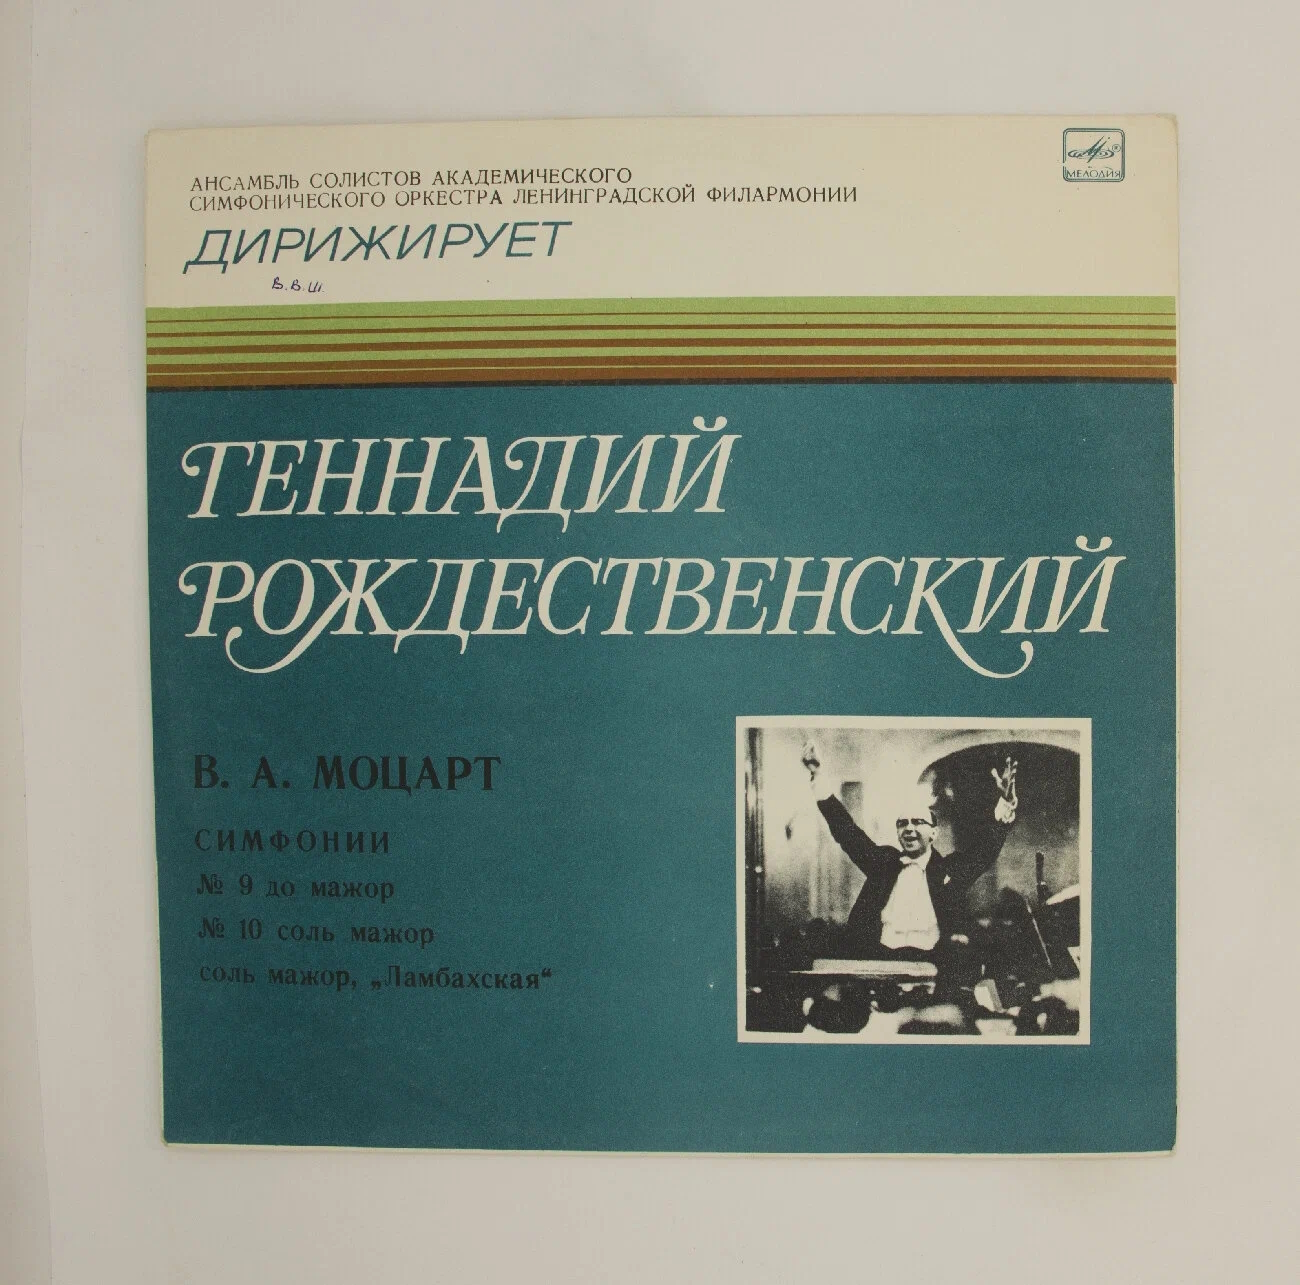 АНСАМБЛЬ СОЛИСТОВ АКАДЕМИЧЕСКОГО
СИМФОНИЧЕСКОГО ОРКЕСТРА ЛЕНИНГРАДСКОЙ ФИЛАРМОНИИ
МЕЛОДИЯ
ДИРИЖИРУЕТ
В.В.Ш.
ГЕННАДИЙ
РОЖДЕСТВЕНСКИЙ
В. А. МОЦАРТ
СИМФОНИИ
№ 9 до мажор
№ 10 соль мажор
соль мажор, „Ламбахская“